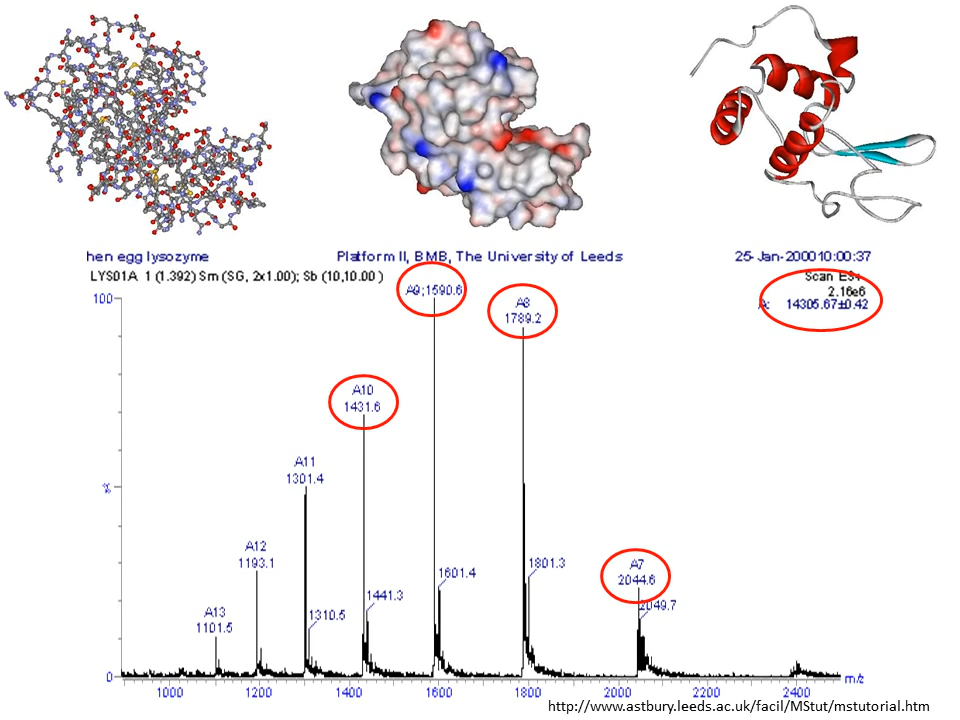 hen egg lysozyme
Platform II, BMB, The University of Leeds
25-Jan-200010:00:37
LYS01A 1 (1.392) Sm (SG, 2x1.00); Sb (10,10.00 )
Scan ES+
2.16e6
A: 14305.67±0.42
100
%
0
A9;1590.6
A8
1789.2
A10
1431.6
A11
1301.4
A12
1193.1
A13
1101.5
1310.5
1441.3
1601.4
1801.3
A7
2044.6
2049.7
1000 1200 1400 1600 1800 2000 2200 2400 m/z
http://www.astbury.leeds.ac.uk/facil/MStut/mstutorial.htm